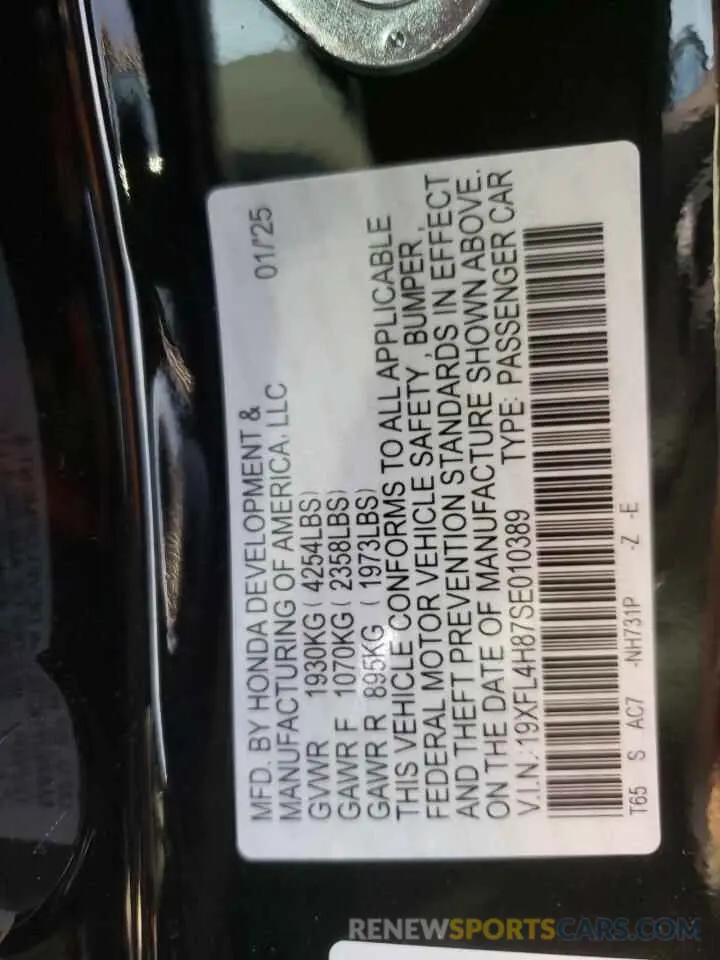 MFD. BY HONDA DEVELOPMENT &
MANUFACTURING OF AMERICA, LLC 01/'25
GVWR 1930KG ( 4254LBS)
GAWR F 1070KG ( 2358LBS)
GAWR R 895KG ( 1973LBS)
THIS VEHICLE CONFORMS TO ALL APPLICABLE
FEDERAL MOTOR VEHICLE SAFETY , BUMPER ,
AND THEFT PREVENTION STANDARDS IN EFFECT
ON THE DATE OF MANUFACTURE SHOWN ABOVE.
V.I.N.: 19XFL4H87SE010389 TYPE: PASSENGER CAR
T65 S AC7 -NH731P -Z -E
RENEWSPORTSCARS.COM